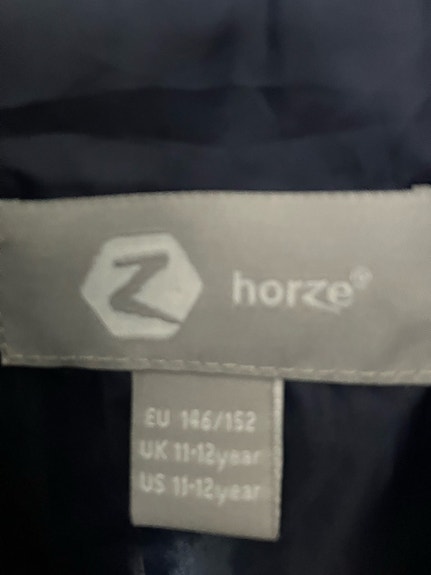 Z horze®
EU 146/152
UK 11-12year
US 11-12year